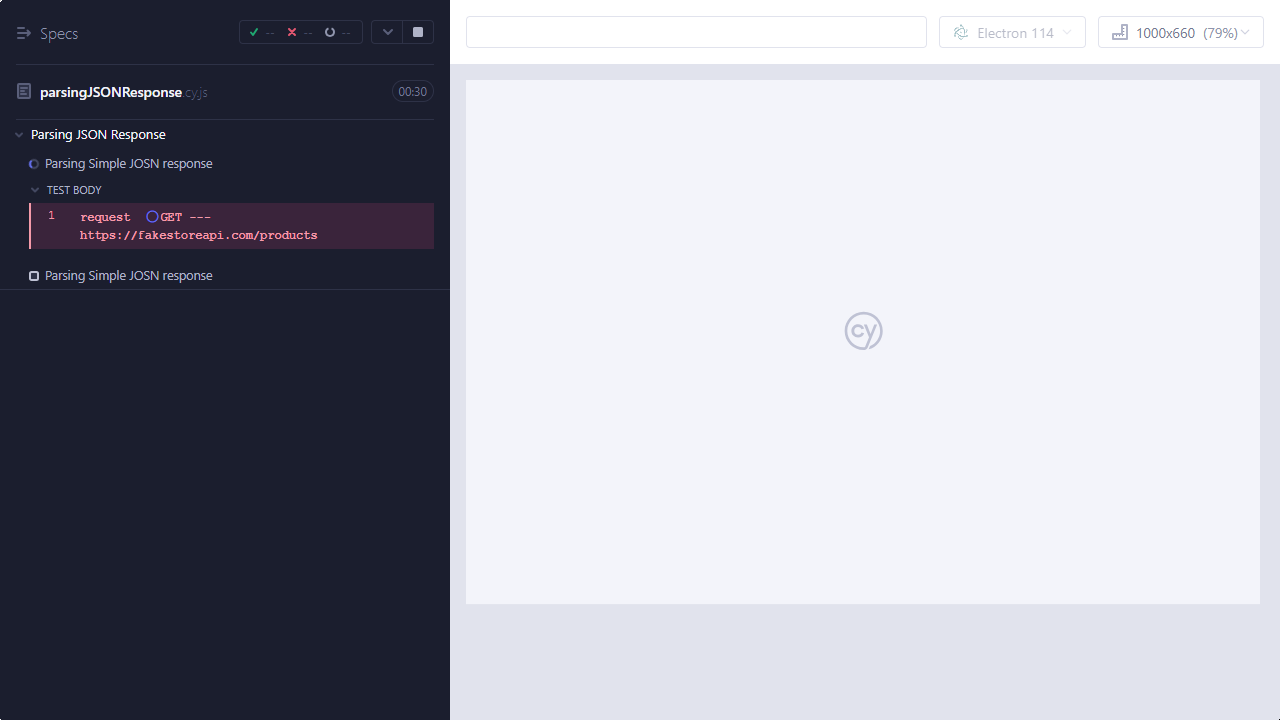 Specs
-- -- --
Electron 114
1000x660 (79%)
parsingJSONResponse.cy.js
00:30
Parsing JSON Response
Parsing Simple JOSN response
TEST BODY
1 request GET ---
https://fakestoreapi.com/products
Parsing Simple JOSN response
cy